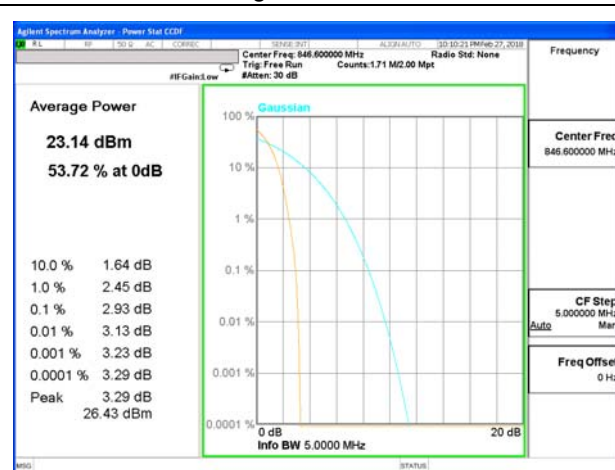 Agilent Spectrum Analyzer - Power Stat CCDF
RL RF 50 Ω AC CORREC SENSE:INT ALIGN AUTO 10:10:21 PM Feb 27, 2018
Center Freq: 846.600000 MHz Radio Std: None
Trig: Free Run Counts:1.71 M/2.00 Mpt
#IFGain:Low #Atten: 30 dB
Frequency
Average Power
23.14 dBm
53.72 % at 0dB
10.0 % 1.64 dB
1.0 % 2.45 dB
0.1 % 2.93 dB
0.01 % 3.13 dB
0.001 % 3.23 dB
0.0001 % 3.29 dB
Peak 3.29 dB
26.43 dBm
Gaussian
100 %
10 %
1 %
0.1 %
0.01 %
0.001 %
0.0001 %
0 dB 20 dB
Info BW 5.0000 MHz
Center Freq
846.600000 MHz
CF Step
5.000000 MHz
Auto Man
Freq Offset
0 Hz
MSG STATUS